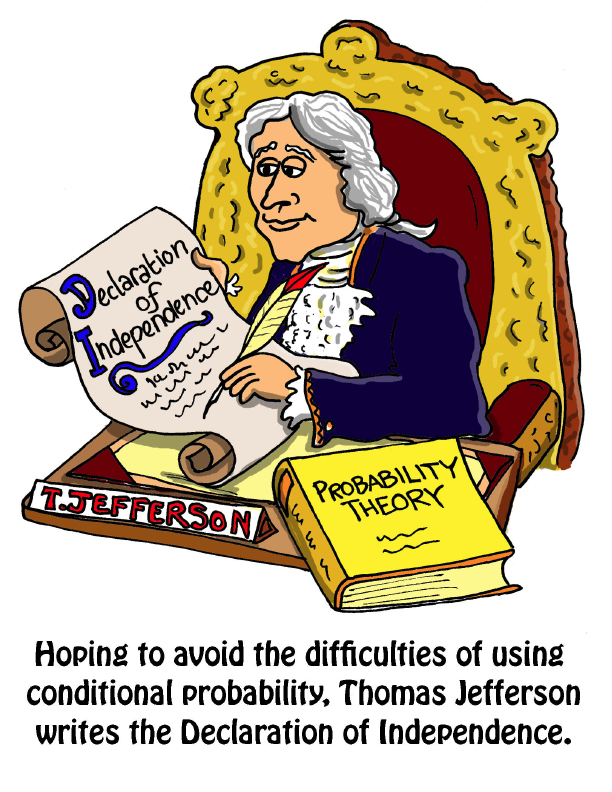 Declaration
of
Independence
T. JEFFERSON
PROBABILITY
THEORY
Hoping to avoid the difficulties of using
conditional probability, Thomas Jefferson
writes the Declaration of Independence.